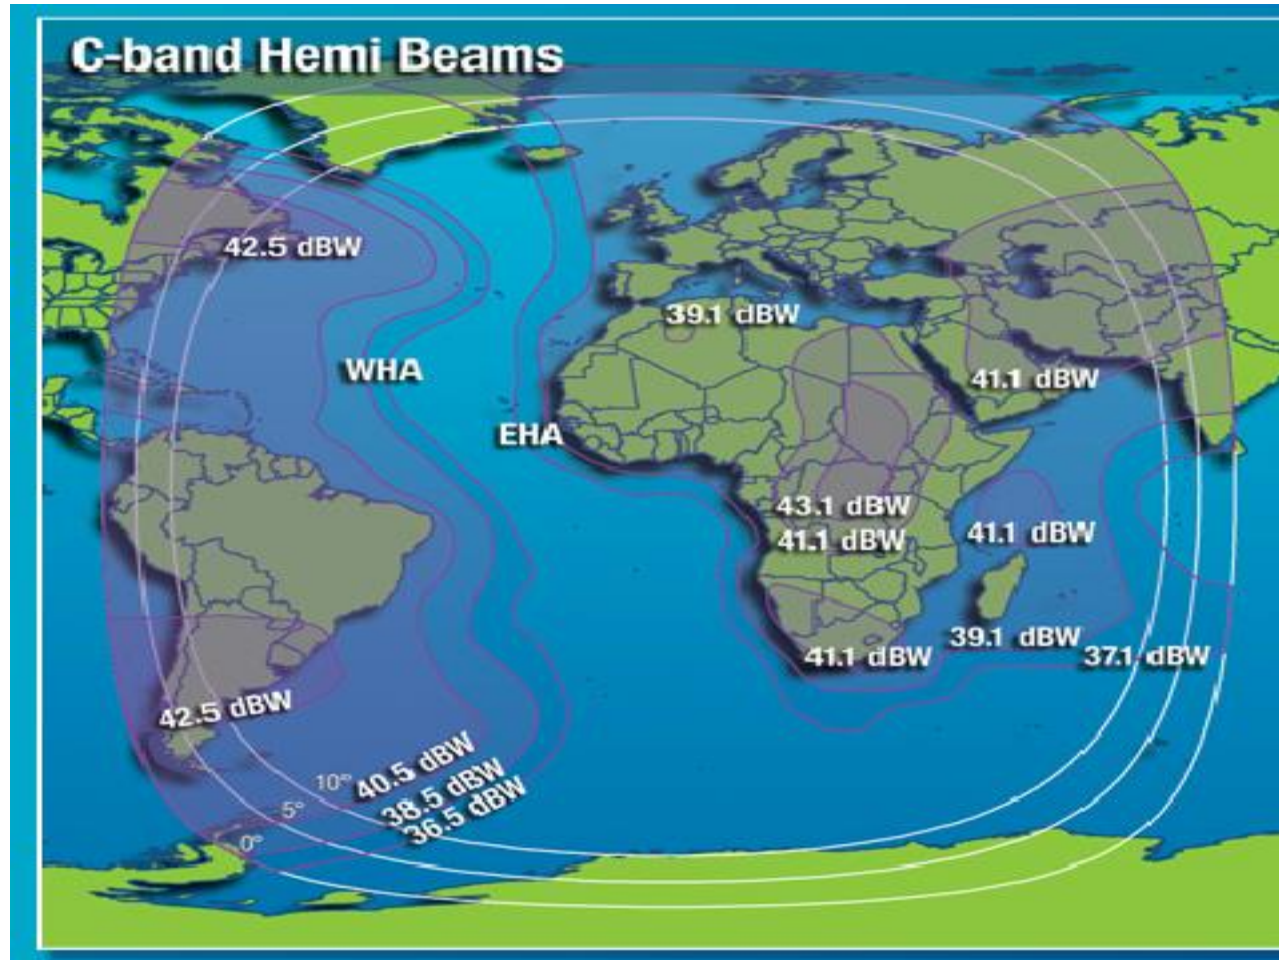 C-band Hemi Beams
42.5 dBW
39.1 dBW
WHA
41.1 dBW
EHA
43.1 dBW
41.1 dBW
41.1 dBW
39.1 dBW
41.1 dBW
37.1 dBW
42.5 dBW
10°
40.5 dBW
5°
38.5 dBW
36.5 dBW
0°